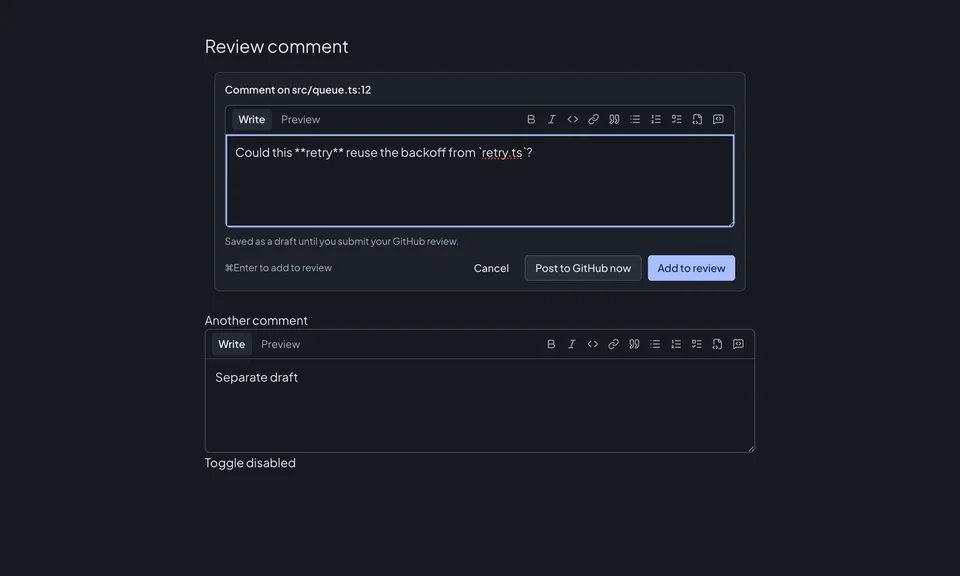 Review comment
Comment on src/queue.ts:12
Write Preview
Could this **retry** reuse the backoff from `retry.ts`?
Saved as a draft until you submit your GitHub review.
⌘Enter to add to review Cancel Post to GitHub now Add to review
Another comment
Write Preview
Separate draft
Toggle disabled